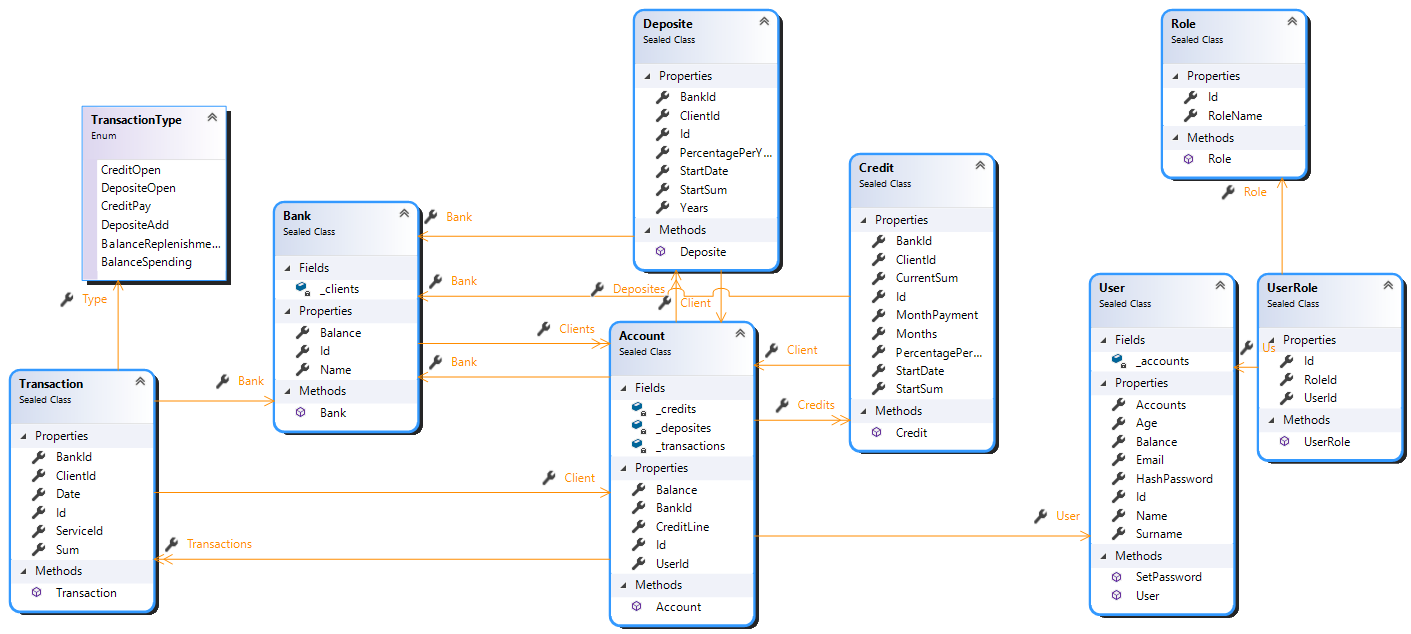 Deposite
Sealed Class
Properties
BankId
ClientId
Id
PercentagePerY...
StartDate
StartSum
Years
Methods
Deposite
Role
Sealed Class
Properties
Id
RoleName
Methods
Role
TransactionType
Enum
CreditOpen
DepositeOpen
CreditPay
DepositeAdd
BalanceReplenishme...
BalanceSpending
Credit
Sealed Class
Properties
BankId
ClientId
CurrentSum
Id
MonthPayment
Months
PercentagePer...
StartDate
StartSum
Methods
Credit
Bank
Sealed Class
Fields
_clients
Properties
Balance
Id
Name
Methods
Bank
Bank
Bank
Deposites
Client
Clients
Bank
Client
Credits
Role
Type
Bank
Client
Transactions
User
Us
Account
Sealed Class
Fields
_credits
_deposites
_transactions
Properties
Balance
BankId
CreditLine
Id
UserId
Methods
Account
User
Sealed Class
Fields
_accounts
Properties
Accounts
Age
Balance
Email
HashPassword
Id
Name
Surname
Methods
SetPassword
User
UserRole
Sealed Class
Properties
Id
RoleId
UserId
Methods
UserRole
Transaction
Sealed Class
Properties
BankId
ClientId
Date
Id
ServiceId
Sum
Methods
Transaction